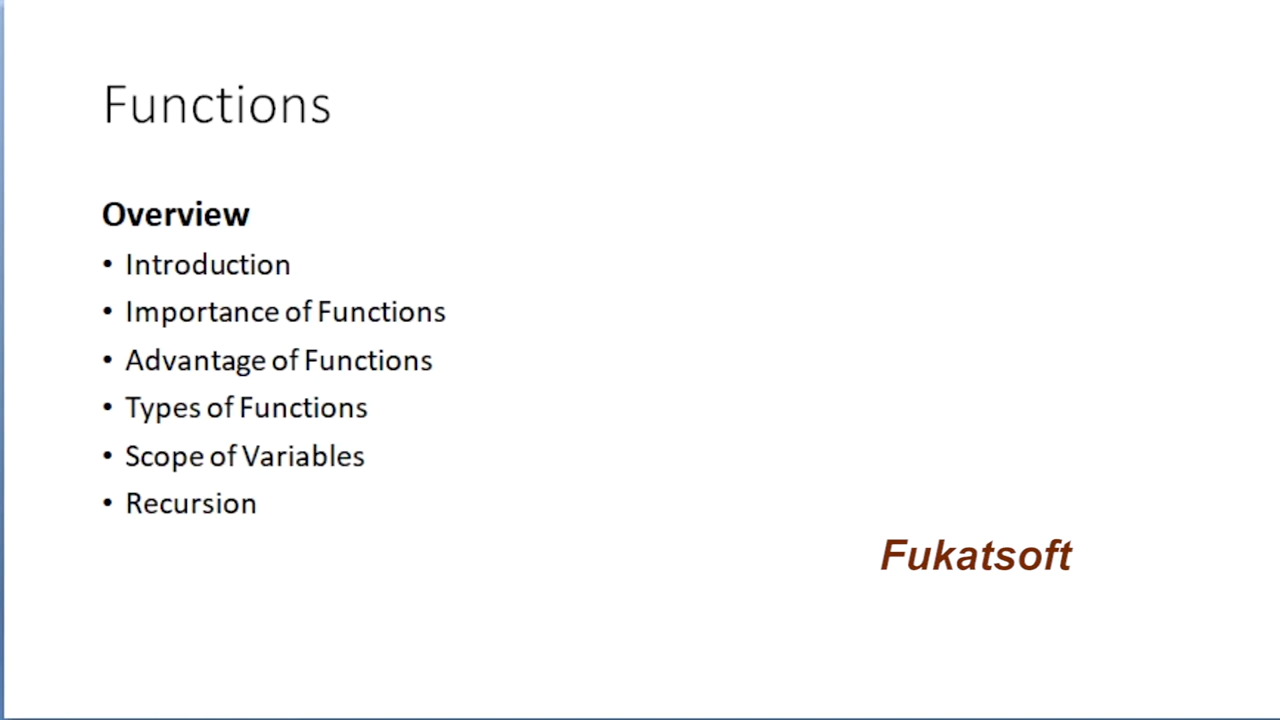 Functions
Overview
• Introduction
• Importance of Functions
• Advantage of Functions
• Types of Functions
• Scope of Variables
• Recursion
Fukatsoft